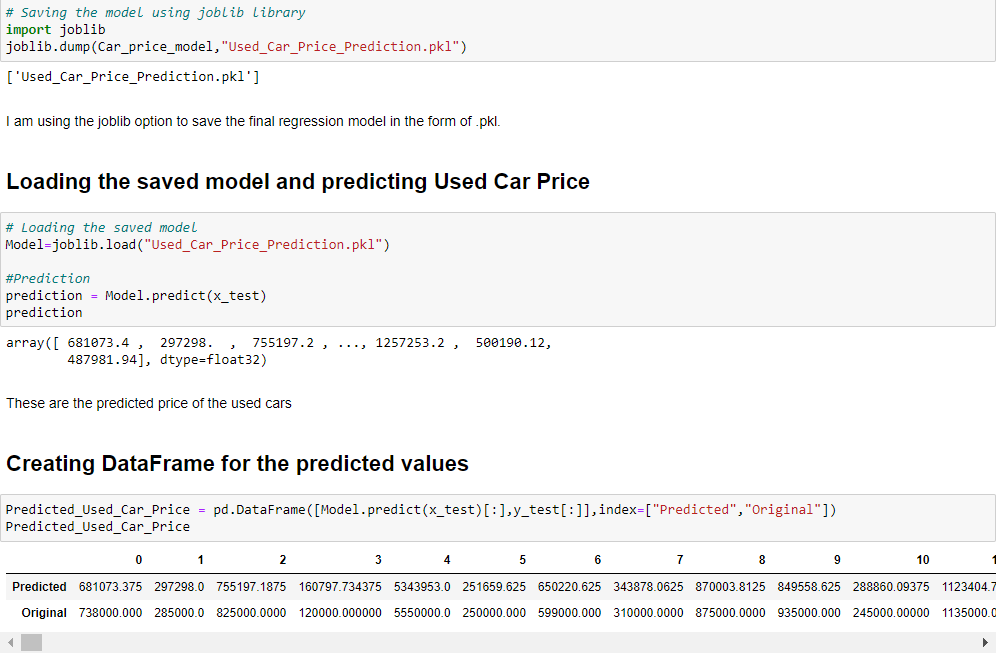 # Saving the model using joblib library
import joblib
joblib.dump(Car_price_model,"Used_Car_Price_Prediction.pkl")
['Used_Car_Price_Prediction.pkl']
I am using the joblib option to save the final regression model in the form of .pkl.
Loading the saved model and predicting Used Car Price
# Loading the saved model
Model=joblib.load("Used_Car_Price_Prediction.pkl")
#Prediction
prediction = Model.predict(x_test)
prediction
array([ 681073.4 ,  297298.  ,  755197.2 , ..., 1257253.2 ,  500190.12,
        487981.94], dtype=float32)
These are the predicted price of the used cars
Creating DataFrame for the predicted values
Predicted_Used_Car_Price = pd.DataFrame([Model.predict(x_test)[:],y_test[:]],index=["Predicted","Original"])
Predicted_Used_Car_Price
0 1 2 3 4 5 6 7 8 9 10 1
Predicted 681073.375 297298.0 755197.1875 160797.734375 5343953.0 251659.625 650220.625 343878.0625 870003.8125 849558.625 288860.09375 1123404.7
Original 738000.000 285000.0 825000.0000 120000.000000 5550000.0 250000.000 599000.000 310000.0000 875000.0000 935000.000 245000.00000 1135000.0